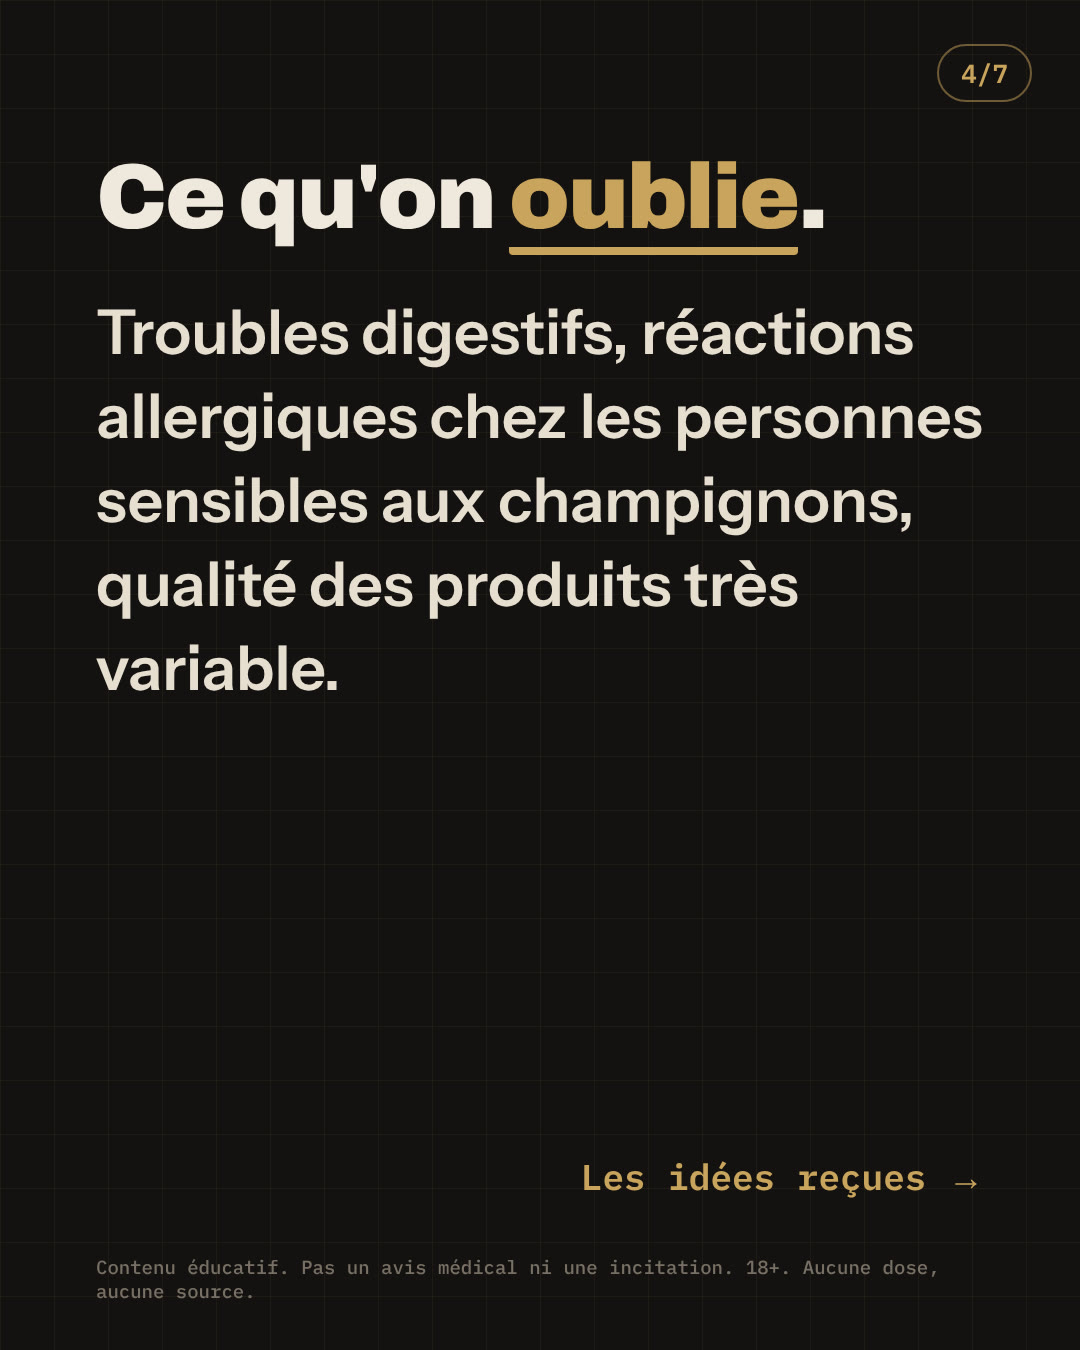 4/7
Ce qu'on oublie.
Troubles digestifs, réactions
allergiques chez les personnes
sensibles aux champignons,
qualité des produits très
variable.
Les idées reçues →
Contenu éducatif. Pas un avis médical ni une incitation. 18+. Aucune dose,
aucune source.